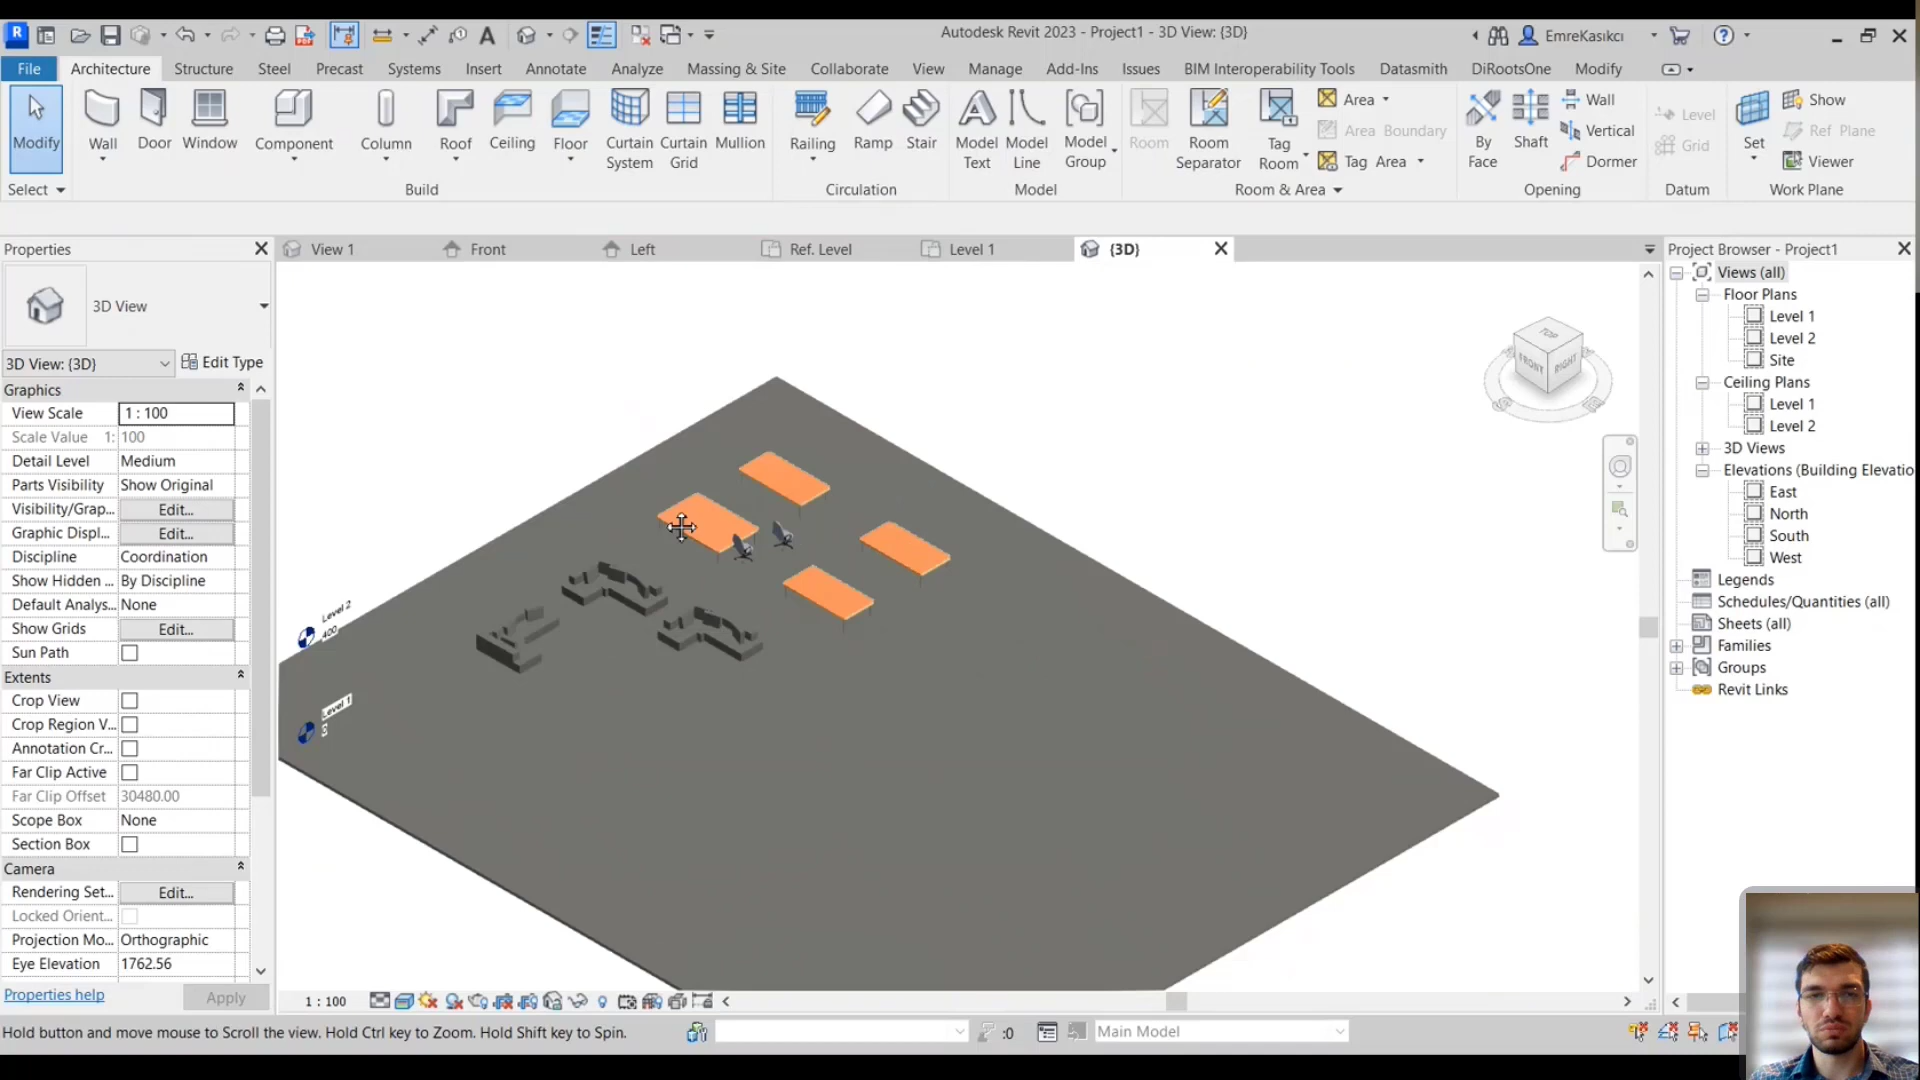 Autodesk Revit 2023 - Project1 - 3D View: {3D}
EmreKasıkcı
File Architecture Structure Steel Precast Systems Insert Annotate Analyze Massing & Site Collaborate View Manage Add-Ins Issues BIM Interoperability Tools Datasmith DiRootsOne Modify
Modify Wall Door Window Component Column Roof Ceiling Floor Curtain System Curtain Grid Mullion Railing Ramp Stair Model Text Model Line Model Group Room Room Separator Tag Room Area Area Boundary Tag Area By Face Shaft Wall Vertical Dormer Level Grid Set Show Ref Plane Viewer
Select Build Circulation Model Room & Area Opening Datum Work Plane
Properties
View 1 Front Left Ref. Level Level 1 {3D}
Project Browser - Project1
3D View
3D View: {3D} Edit Type
Graphics
View Scale 1 : 100
Scale Value 1: 100
Detail Level Medium
Parts Visibility Show Original
Visibility/Grap... Edit...
Graphic Displ... Edit...
Discipline Coordination
Show Hidden ... By Discipline
Default Analys... None
Show Grids Edit...
Sun Path
Extents
Crop View
Crop Region V...
Annotation Cr...
Far Clip Active
Far Clip Offset 30480.00
Scope Box None
Section Box
Camera
Rendering Set... Edit...
Locked Orient...
Projection Mo... Orthographic
Eye Elevation 1762.56
Properties help Apply
Level 2
400
Level 1
TOP
FRONT
RIGHT
Views (all)
Floor Plans
Level 1
Level 2
Site
Ceiling Plans
Level 1
Level 2
3D Views
Elevations (Building Elevatio
East
North
South
West
Legends
Schedules/Quantities (all)
Sheets (all)
Families
Groups
Revit Links
1 : 100
Hold button and move mouse to Scroll the view. Hold Ctrl key to Zoom. Hold Shift key to Spin. :0 Main Model